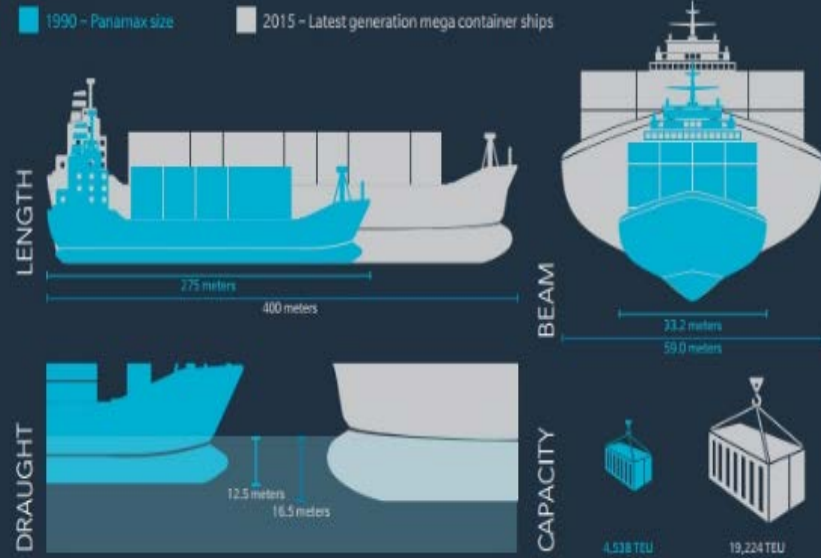 1990 – Panamax size
2015 – Latest generation mega container ships
LENGTH
275 meters
400 meters
BEAM
33.2 meters
59.0 meters
DRAUGHT
12.5 meters
16.5 meters
CAPACITY
4,538 TEU
19,224 TEU